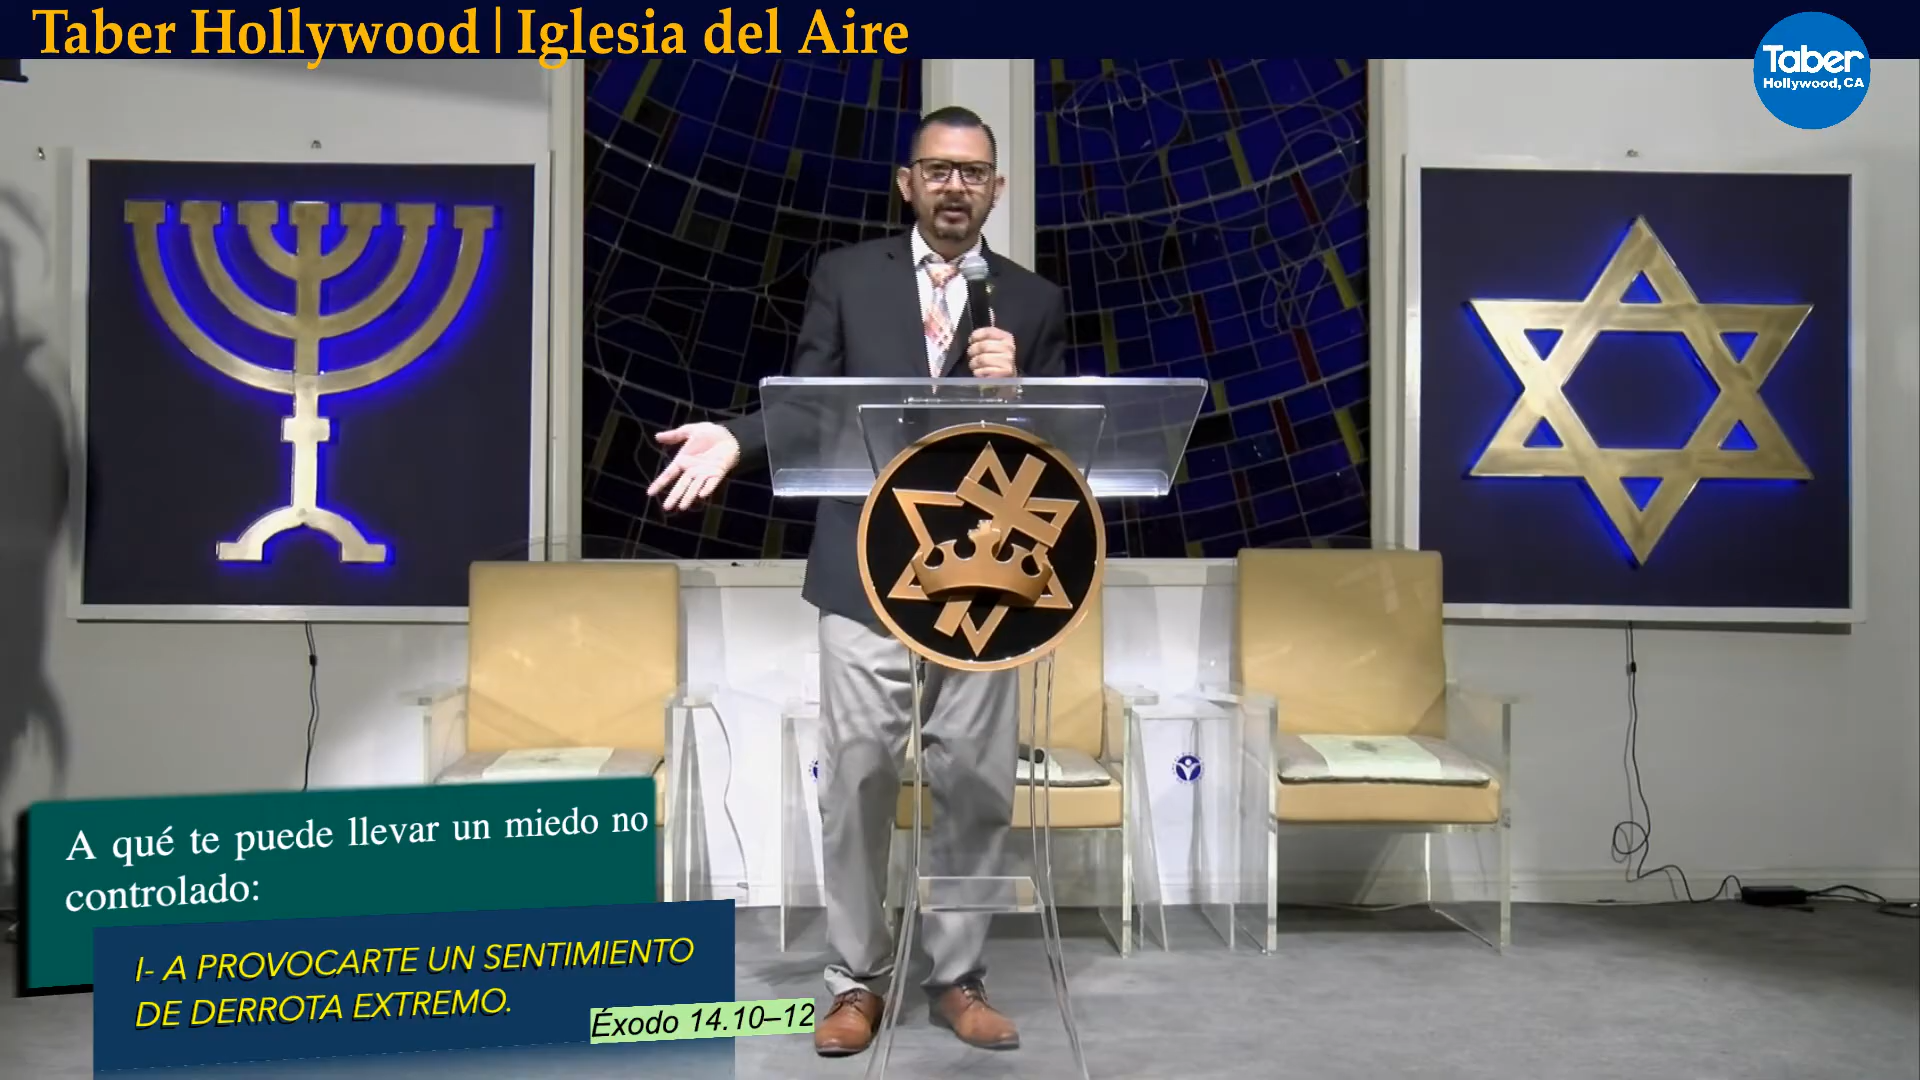 Taber Hollywood | Iglesia del Aire
Taber
Hollywood, CA
A qué te puede llevar un miedo no
controlado:
I- A PROVOCARTE UN SENTIMIENTO
DE DERROTA EXTREMO.
Éxodo 14.10–12